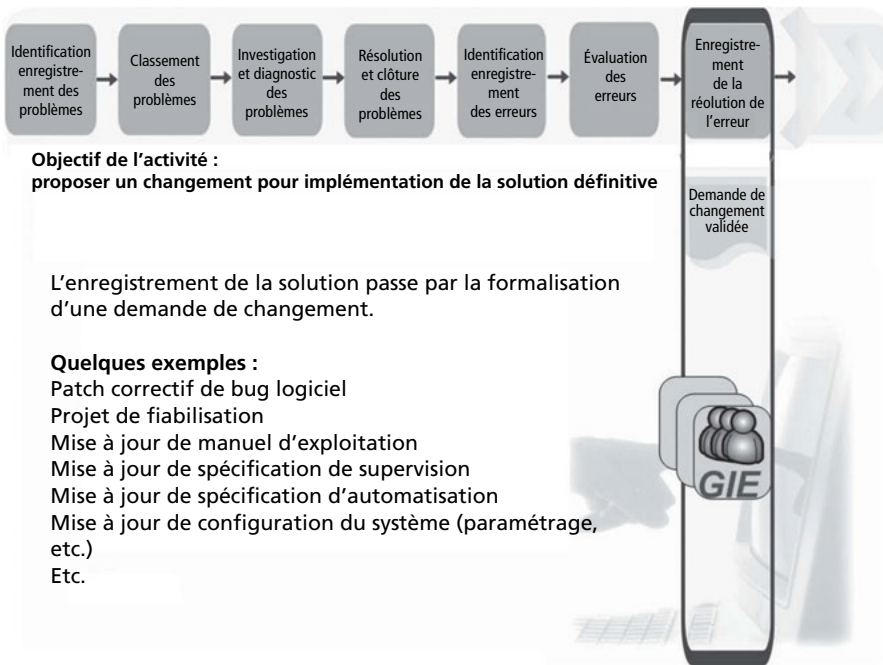 Identification
enregistre-
ment des
problèmes
Classement
des
problèmes
Investigation
et diagnostic
des
problèmes
Résolution
et clôture
des
problèmes
Identification
enregistre-
ment
des erreurs
Évaluation
des
erreurs
Enregistre-
ment
de la
réolution de
l’erreur
Objectif de l’activité :
proposer un changement pour implémentation de la solution définitive
Demande de
changement
validée
L’enregistrement de la solution passe par la formalisation
d’une demande de changement.
Quelques exemples :
Patch correctif de bug logiciel
Projet de fiabilisation
Mise à jour de manuel d’exploitation
Mise à jour de spécification de supervision
Mise à jour de spécification d’automatisation
Mise à jour de configuration du système (paramétrage,
etc.)
Etc.
GIE